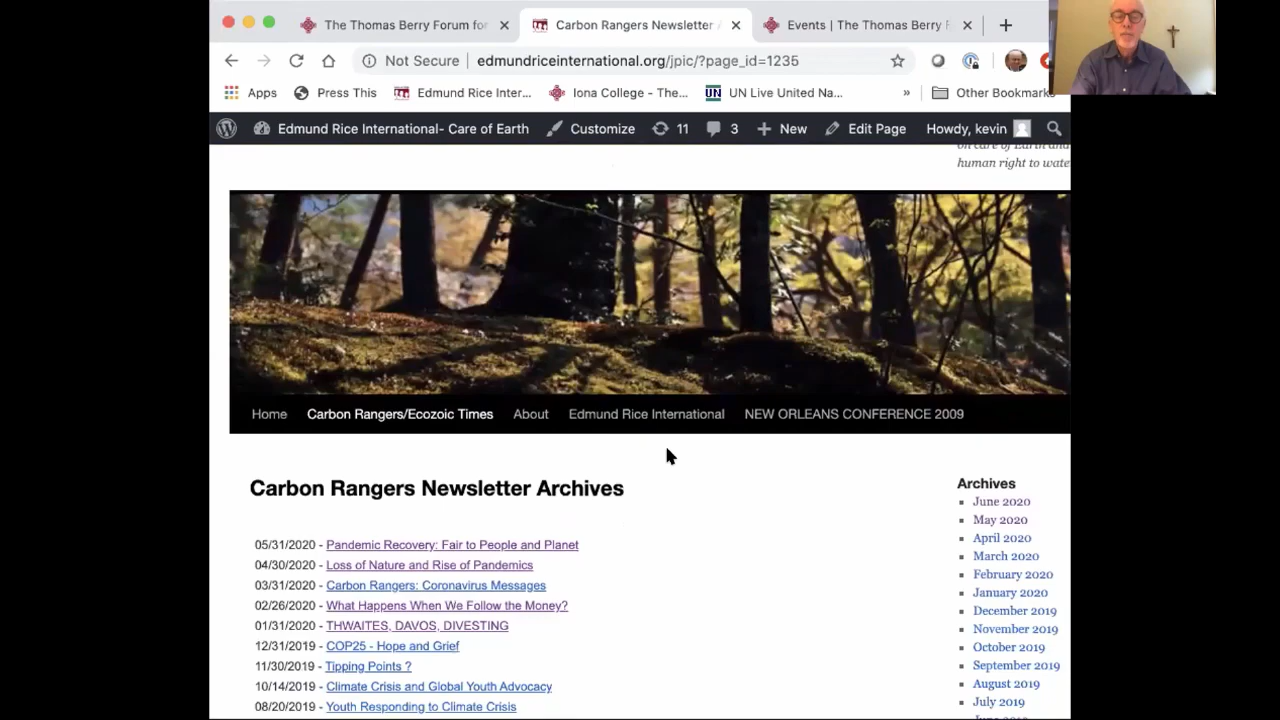 The Thomas Berry Forum for
Carbon Rangers Newsletter
Events | The Thomas Berry F
Not Secure
edmundriceinternational.org/jpic/?page_id=1235
Apps
Press This
Edmund Rice Inter...
Iona College - The...
UN
UN Live United Na...
»
Other Bookmarks
Edmund Rice International- Care of Earth
Customize
11
3
New
Edit Page
Howdy, kevin
on care of Earth and
human right to wate
Home
Carbon Rangers/Ecozoic Times
About
Edmund Rice International
NEW ORLEANS CONFERENCE 2009
Carbon Rangers Newsletter Archives
05/31/2020 - Pandemic Recovery: Fair to People and Planet
04/30/2020 - Loss of Nature and Rise of Pandemics
03/31/2020 - Carbon Rangers: Coronavirus Messages
02/26/2020 - What Happens When We Follow the Money?
01/31/2020 - THWAITES, DAVOS, DIVESTING
12/31/2019 - COP25 - Hope and Grief
11/30/2019 - Tipping Points ?
10/14/2019 - Climate Crisis and Global Youth Advocacy
08/20/2019 - Youth Responding to Climate Crisis
Archives
June 2020
May 2020
April 2020
March 2020
February 2020
January 2020
December 2019
November 2019
October 2019
September 2019
August 2019
July 2019